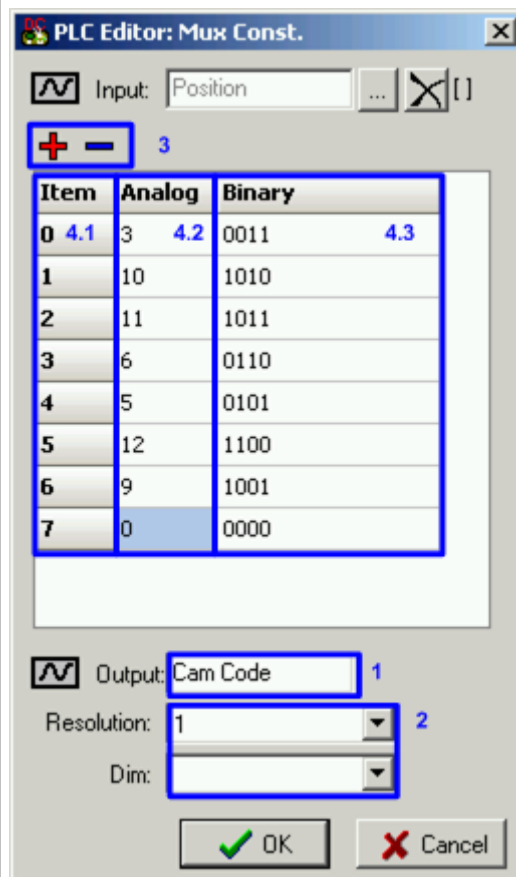 PLC Editor: Mux Const.
Input: Position ... [ ]
3
Item Analog Binary
0 4.1 3 4.2 0011 4.3
1 10 1010
2 11 1011
3 6 0110
4 5 0101
5 12 1100
6 9 1001
7 0 0000
Output: Cam Code 1
Resolution: 1 2
Dim:
OK Cancel